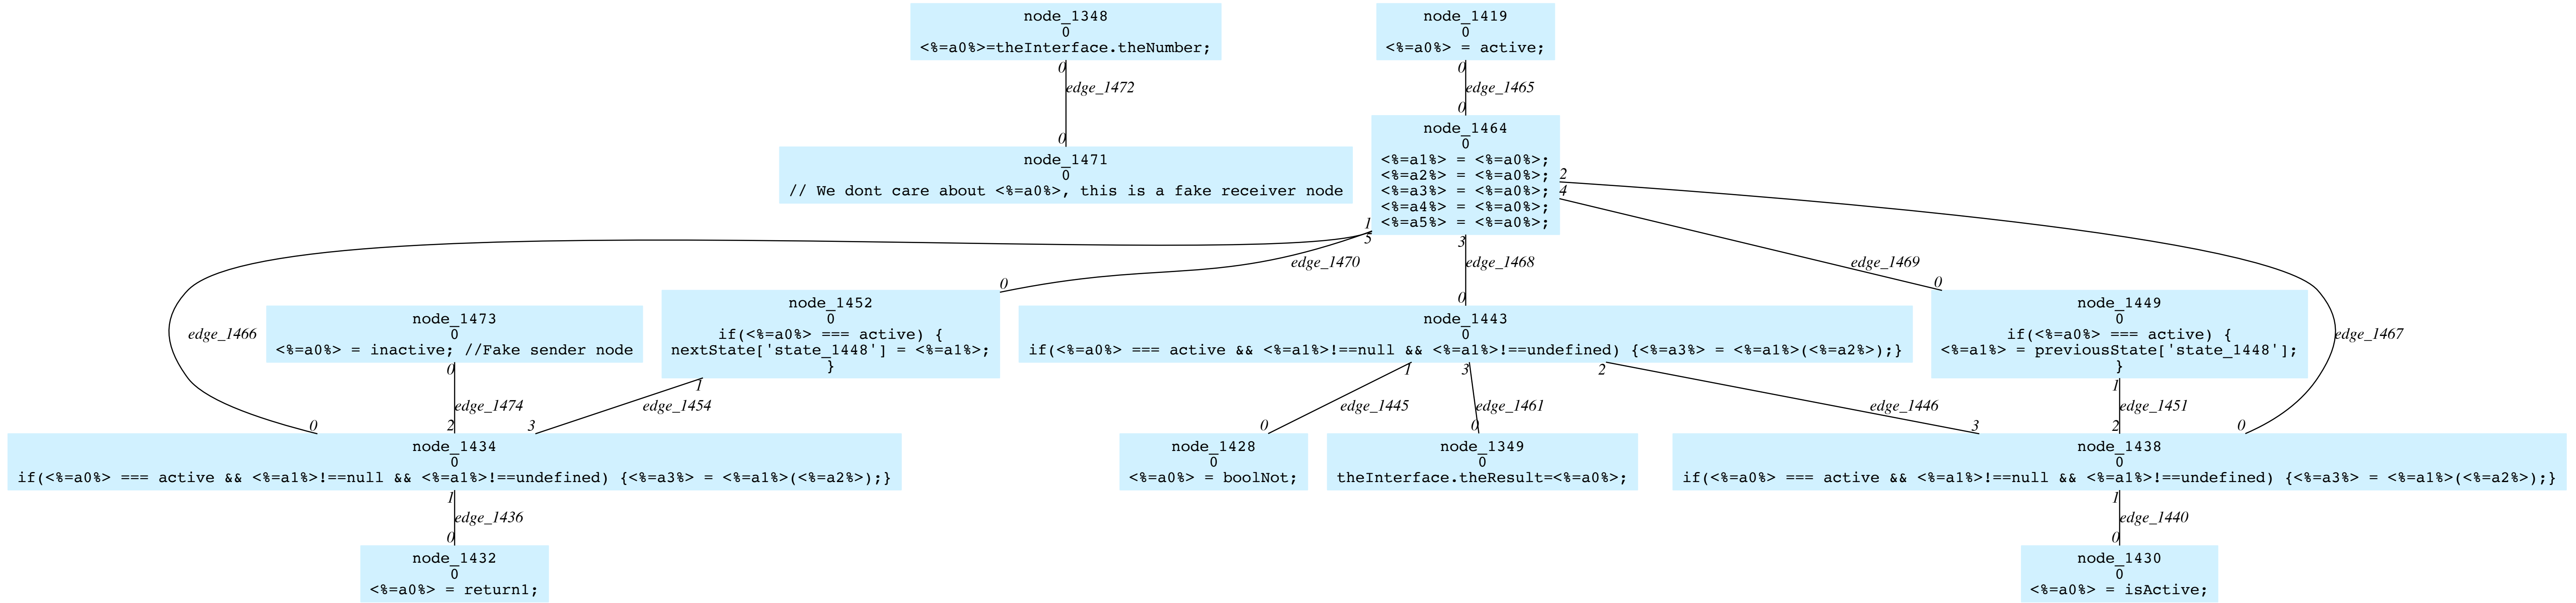 node_1348
0
<%=a0%>=theInterface.theNumber;
node_1419
0
<%=a0%> = active;
0
edge_1472
0
0
edge_1465
0
node_1471
0
// We dont care about <%=a0%>, this is a fake receiver node
node_1464
0
<%=a1%> = <%=a0%>;
<%=a2%> = <%=a0%>;
<%=a3%> = <%=a0%>;
<%=a4%> = <%=a0%>;
<%=a5%> = <%=a0%>;
2
4
1
5
3
edge_1470
edge_1468
edge_1469
0
0
0
edge_1466
edge_1467
node_1473
0
<%=a0%> = inactive; //Fake sender node
node_1452
0
if(<%=a0%> === active) {
nextState['state_1448'] = <%=a1%>;
}
node_1443
0
if(<%=a0%> === active && <%=a1%>!==null && <%=a1%>!==undefined) {<%=a3%> = <%=a1%>(<%=a2%>);}
node_1449
0
if(<%=a0%> === active) {
<%=a1%> = previousState['state_1448'];
}
0
1
1
3
2
1
edge_1474
edge_1454
edge_1445
edge_1461
edge_1446
edge_1451
0
2
3
0
0
3
2
0
node_1434
0
if(<%=a0%> === active && <%=a1%>!==null && <%=a1%>!==undefined) {<%=a3%> = <%=a1%>(<%=a2%>);}
node_1428
0
<%=a0%> = boolNot;
node_1349
0
theInterface.theResult=<%=a0%>;
node_1438
0
if(<%=a0%> === active && <%=a1%>!==null && <%=a1%>!==undefined) {<%=a3%> = <%=a1%>(<%=a2%>);}
1
edge_1436
0
1
edge_1440
0
node_1432
0
<%=a0%> = return1;
node_1430
0
<%=a0%> = isActive;